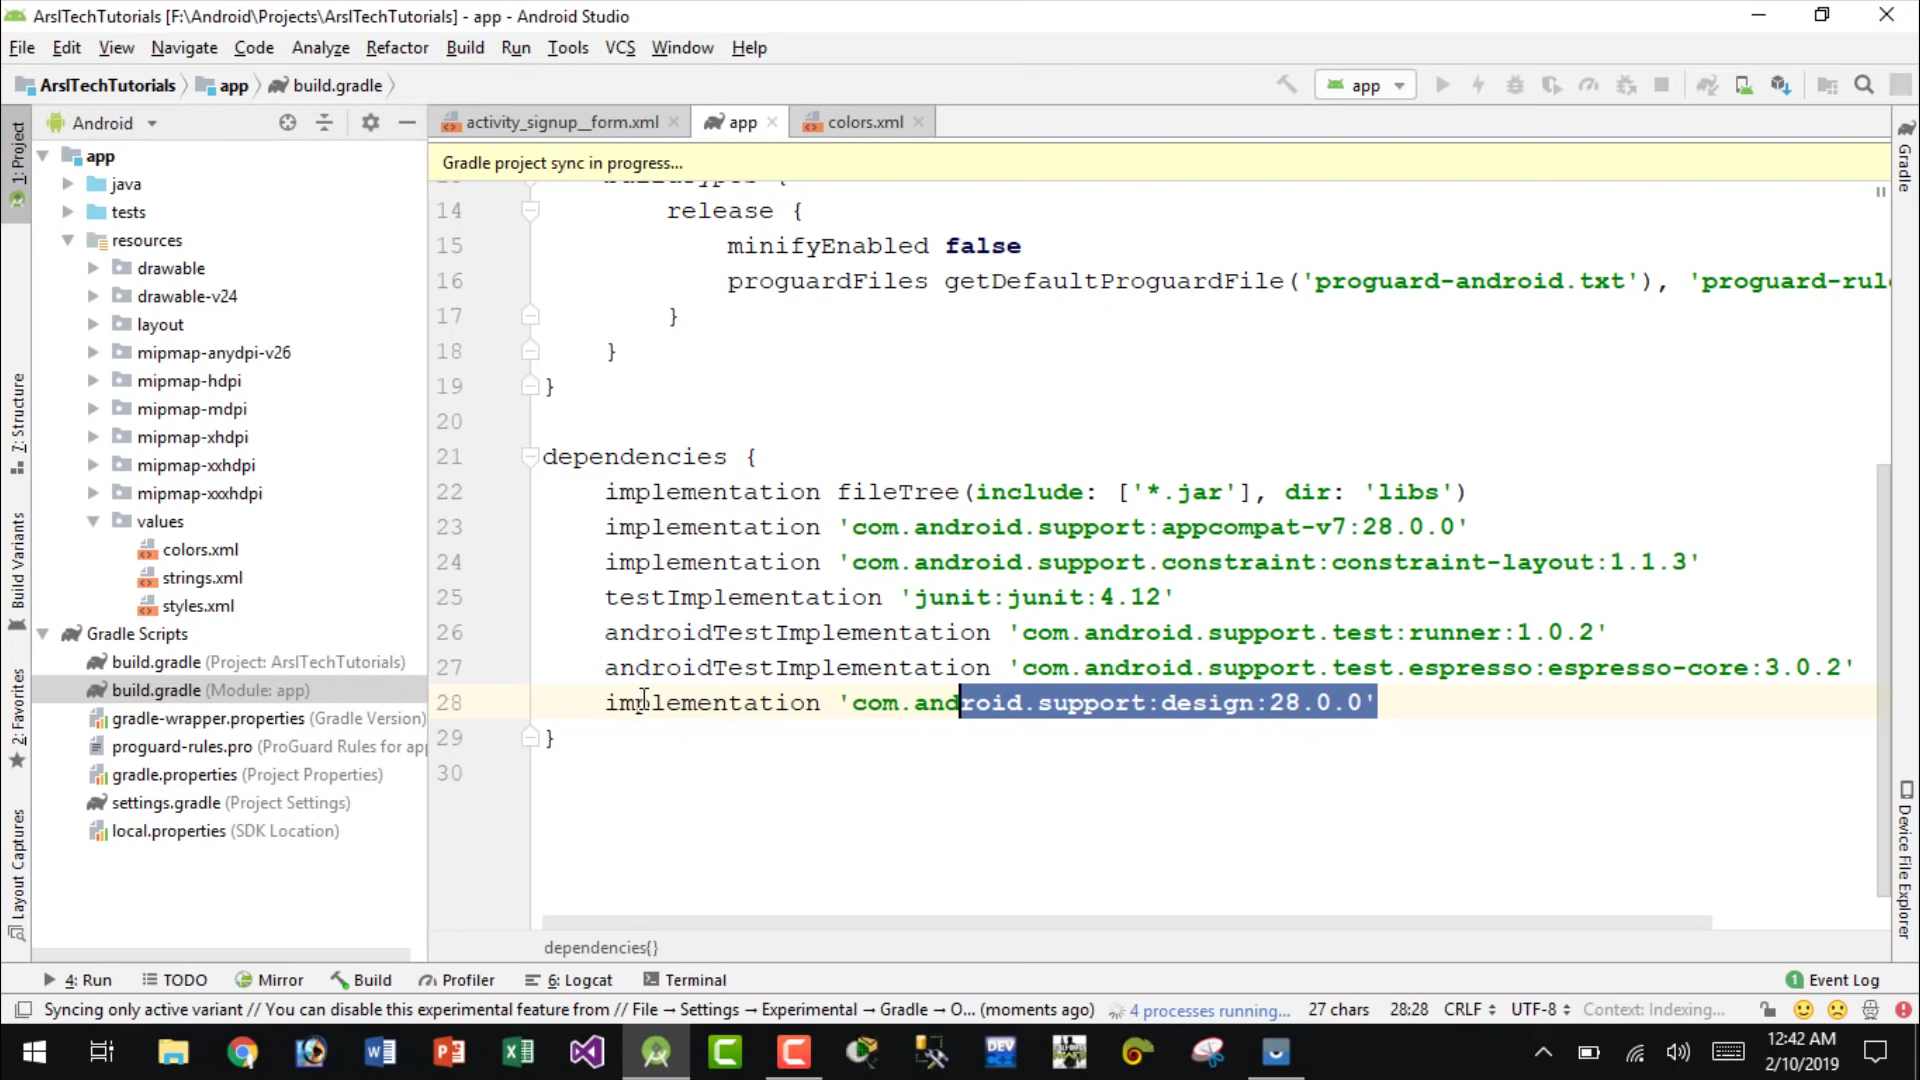 ArslTechTutorials [F:\Android\Projects\ArslTechTutorials] - app - Android Studio
File Edit View Navigate Code Analyze Refactor Build Run Tools VCS Window Help
ArslTechTutorials app build.gradle
app
Android
activity_signup__form.xml
app
colors.xml
Gradle project sync in progress...
1: Project
7: Structure
Build Variants
2: Favorites
Layout Captures
app
java
tests
resources
drawable
drawable-v24
layout
mipmap-anydpi-v26
mipmap-hdpi
mipmap-mdpi
mipmap-xhdpi
mipmap-xxhdpi
mipmap-xxxhdpi
values
colors.xml
strings.xml
styles.xml
Gradle Scripts
build.gradle (Project: ArslTechTutorials)
build.gradle (Module: app)
gradle-wrapper.properties (Gradle Version)
proguard-rules.pro (ProGuard Rules for app
gradle.properties (Project Properties)
settings.gradle (Project Settings)
local.properties (SDK Location)
14 release {
15 minifyEnabled false
16 proguardFiles getDefaultProguardFile('proguard-android.txt'), 'proguard-rul
17 }
18 }
19 }
20
21 dependencies {
22 implementation fileTree(include: ['*.jar'], dir: 'libs')
23 implementation 'com.android.support:appcompat-v7:28.0.0'
24 implementation 'com.android.support.constraint:constraint-layout:1.1.3'
25 testImplementation 'junit:junit:4.12'
26 androidTestImplementation 'com.android.support.test:runner:1.0.2'
27 androidTestImplementation 'com.android.support.test.espresso:espresso-core:3.0.2'
28 implementation 'com.android.support:design:28.0.0'
29 }
30
dependencies{}
Gradle
Device File Explorer
4: Run TODO Mirror Build Profiler 6: Logcat Terminal
1 Event Log
Syncing only active variant // You can disable this experimental feature from // File → Settings → Experimental → Gradle → O... (moments ago) 4 processes running... 27 chars 28:28 CRLF UTF-8 Context: Indexing...
12:42 AM
2/10/2019